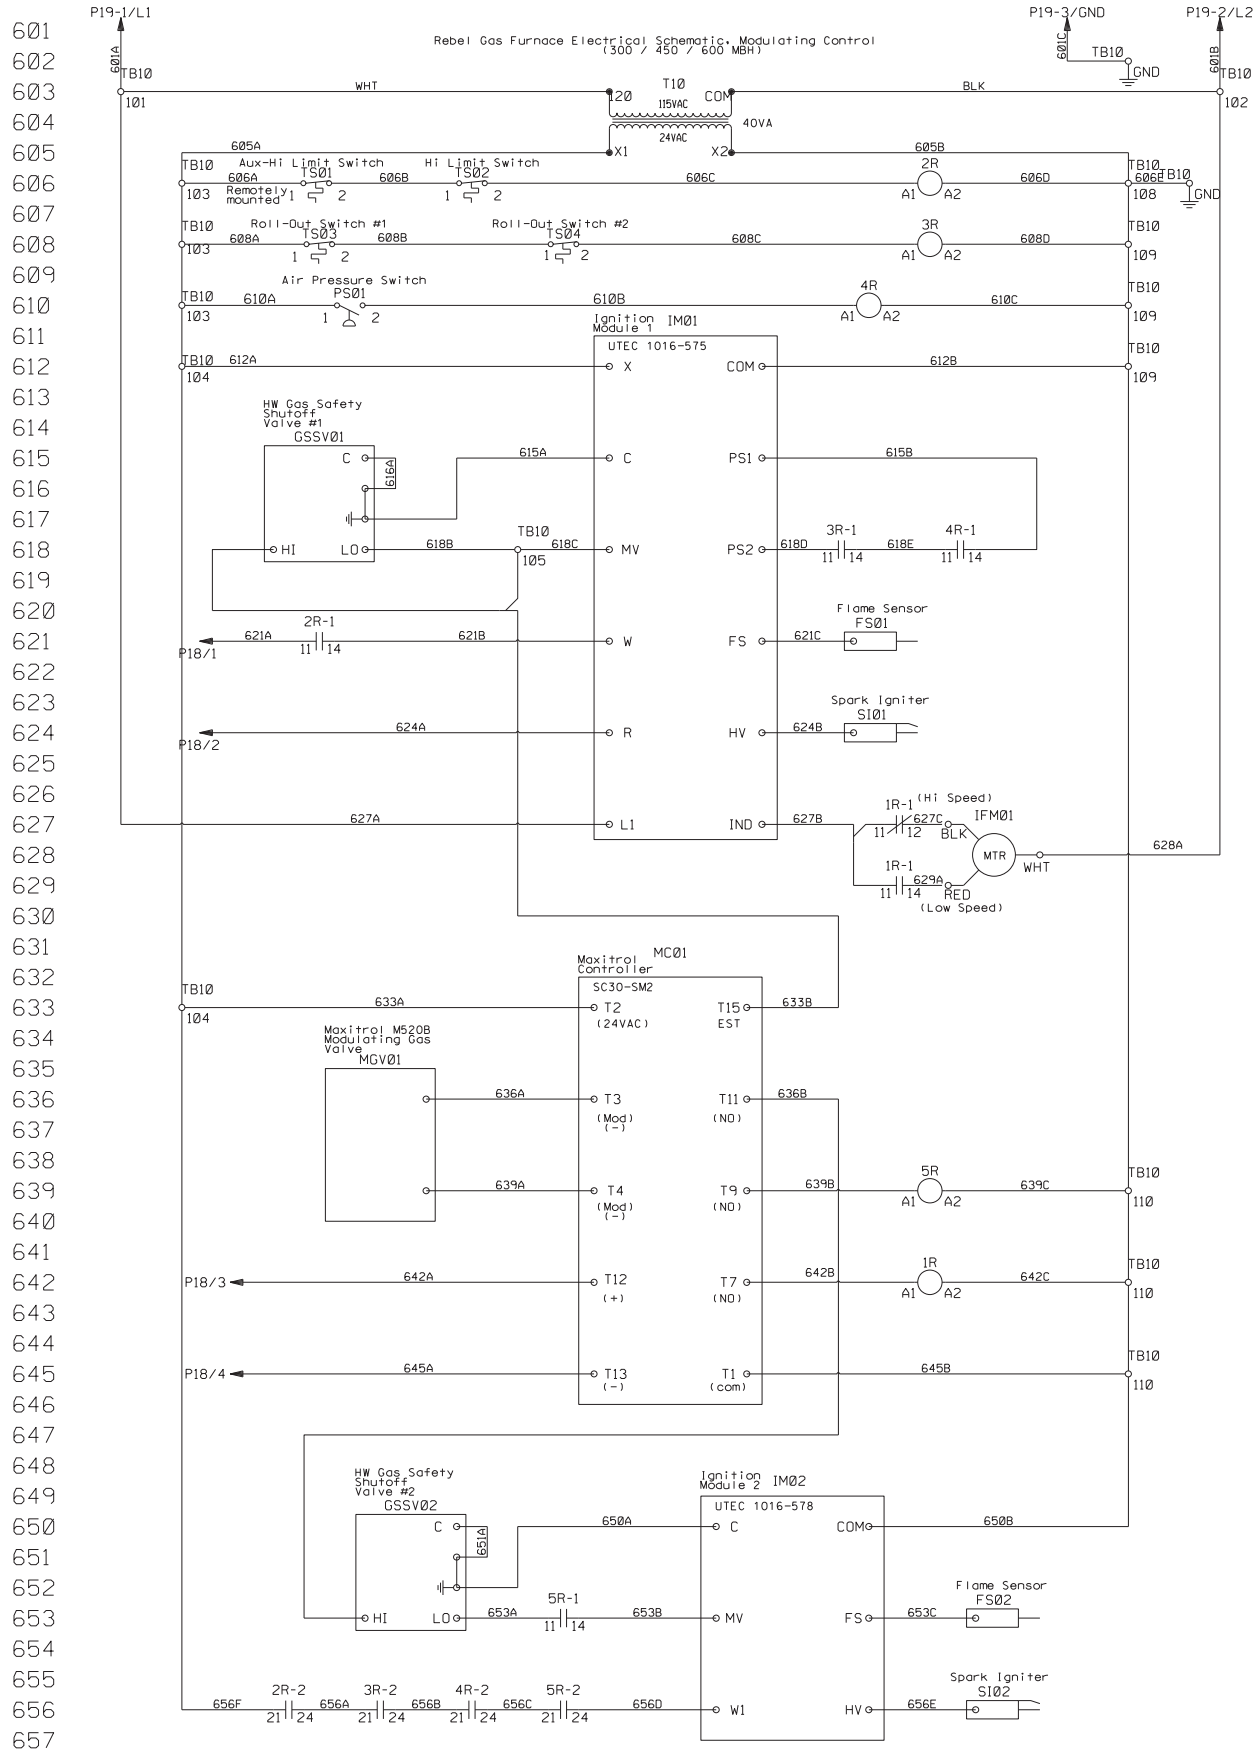 P19-1/L1 P19-3/GND P19-2/L2
601
601A 601C 601B
Rebel Gas Furnace Electrical Schematic. Modulating Control
(300 / 450 / 600 MBH)
602 TB10 TB10 GND TB10
603 101 WHT 120 T10 COM BLK 102
115VAC
604 40VA
24VAC
605 605A X1 X2 605B
TB10 Aux-Hi Limit Switch Hi Limit Switch 2R TB10 TB10
606 606A TS01 606B TS02 606C 606D 606E
103 Remotely mounted 1 2 1 2 A1 A2 108 GND
607
Roll-Out Switch #1 Roll-Out Switch #2
608 TB10 608A TS03 608B TS04 608C 3R 608D TB10
103 1 2 1 2 A1 A2 109
609
Air Pressure Switch
610 TB10 610A PS01 610B 4R 610C TB10
103 1 2 A1 A2 109
611 Ignition Module 1 IM01
UTEC 1016-575
612 TB10 612A X COM 612B TB10
104 109
613
HW Gas Safety
Shutoff
614 Valve #1
GSSV01
615 C 615A C PS1 615B
616 616A
617
TB10 3R-1 4R-1
618 HI LO 618B 618C MV PS2 618D 618E
105 11 14 11 14
619
620 Flame Sensor
2R-1 FS01
621 621A 621B W FS 621C
P18/1 11 14
622
623 Spark Igniter
SI01
624 624A R HV 624B
P18/2
625
626 (Hi Speed)
1R-1 IFM01
627 627A L1 IND 627B 627C
11 12 BLK
628 MTR 628A
1R-1 WHT
629 629A
11 14 RED
630 (Low Speed)
631
Maxitrol Controller MC01
632 SC30-SM2
TB10
633 633A T2 T15 633B
104 (24VAC) EST
634 Maxitrol M520B
Modulating Gas
Valve
635 MGV01
636 636A T3 T11 636B
(Mod) (NO)
637 (-)
638
5R TB10
639 639A T4 T9 639B 639C
(Mod) (NO) A1 A2 110
640 (-)
641
1R TB10
642 P18/3 642A T12 T7 642B 642C
(+) (NO) A1 A2 110
643
644
TB10
645 P18/4 645A T13 T1 645B
(-) (com) 110
646
647
648 HW Gas Safety
Shutoff
Valve #2
Ignition Module 2 IM02
649 GSSV02 UTEC 1016-578
650 C 650A C COM 650B
651 651A
652 Flame Sensor
5R-1 FS02
653 HI LO 653A 653B MV FS 653C
11 14
654
655 Spark Igniter
2R-2 3R-2 4R-2 5R-2 SI02
656 656F 656A 656B 656C 656D W1 HV 656E
21 24 21 24 21 24 21 24
657